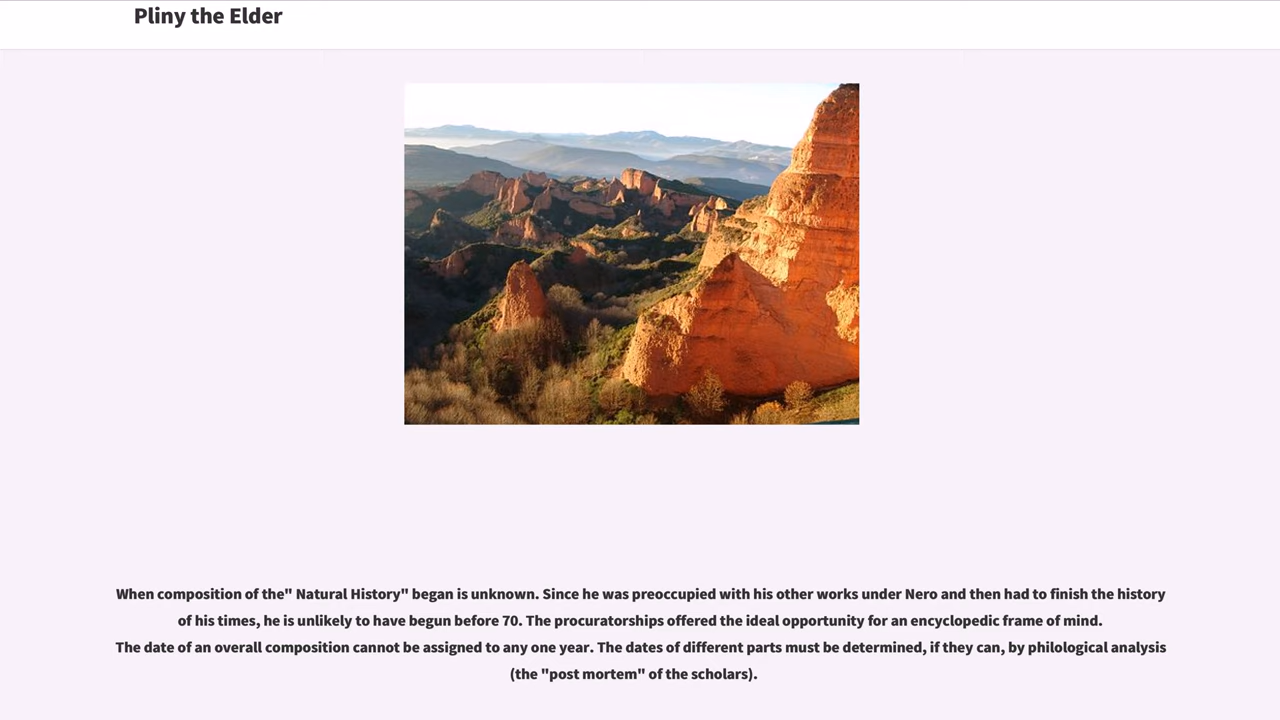 Pliny the Elder
When composition of the" Natural History" began is unknown. Since he was preoccupied with his other works under Nero and then had to finish the history
of his times, he is unlikely to have begun before 70. The procuratorships offered the ideal opportunity for an encyclopedic frame of mind.
The date of an overall composition cannot be assigned to any one year. The dates of different parts must be determined, if they can, by philological analysis
(the "post mortem" of the scholars).